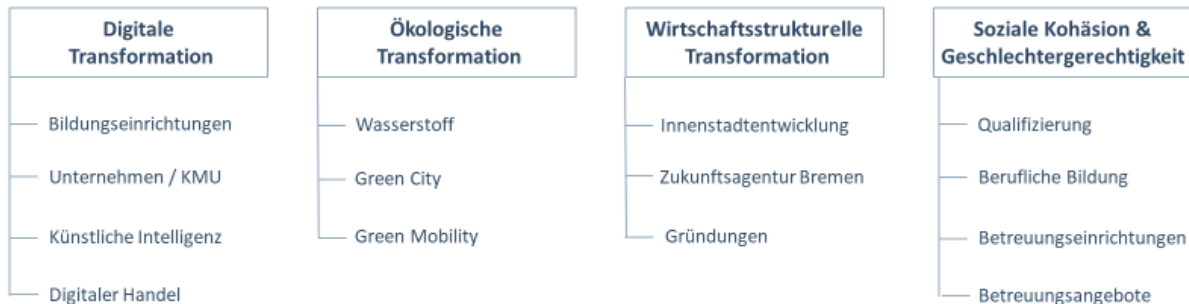 Digitale
Transformation
Bildungseinrichtungen
Unternehmen / KMU
Künstliche Intelligenz
Digitaler Handel
Ökologische
Transformation
Wasserstoff
Green City
Green Mobility
Wirtschaftsstrukturelle
Transformation
Innenstadtentwicklung
Zukunftsagentur Bremen
Gründungen
Soziale Kohäsion &
Geschlechtergerechtigkeit
Qualifizierung
Berufliche Bildung
Betreuungseinrichtungen
Betreuungsangebote